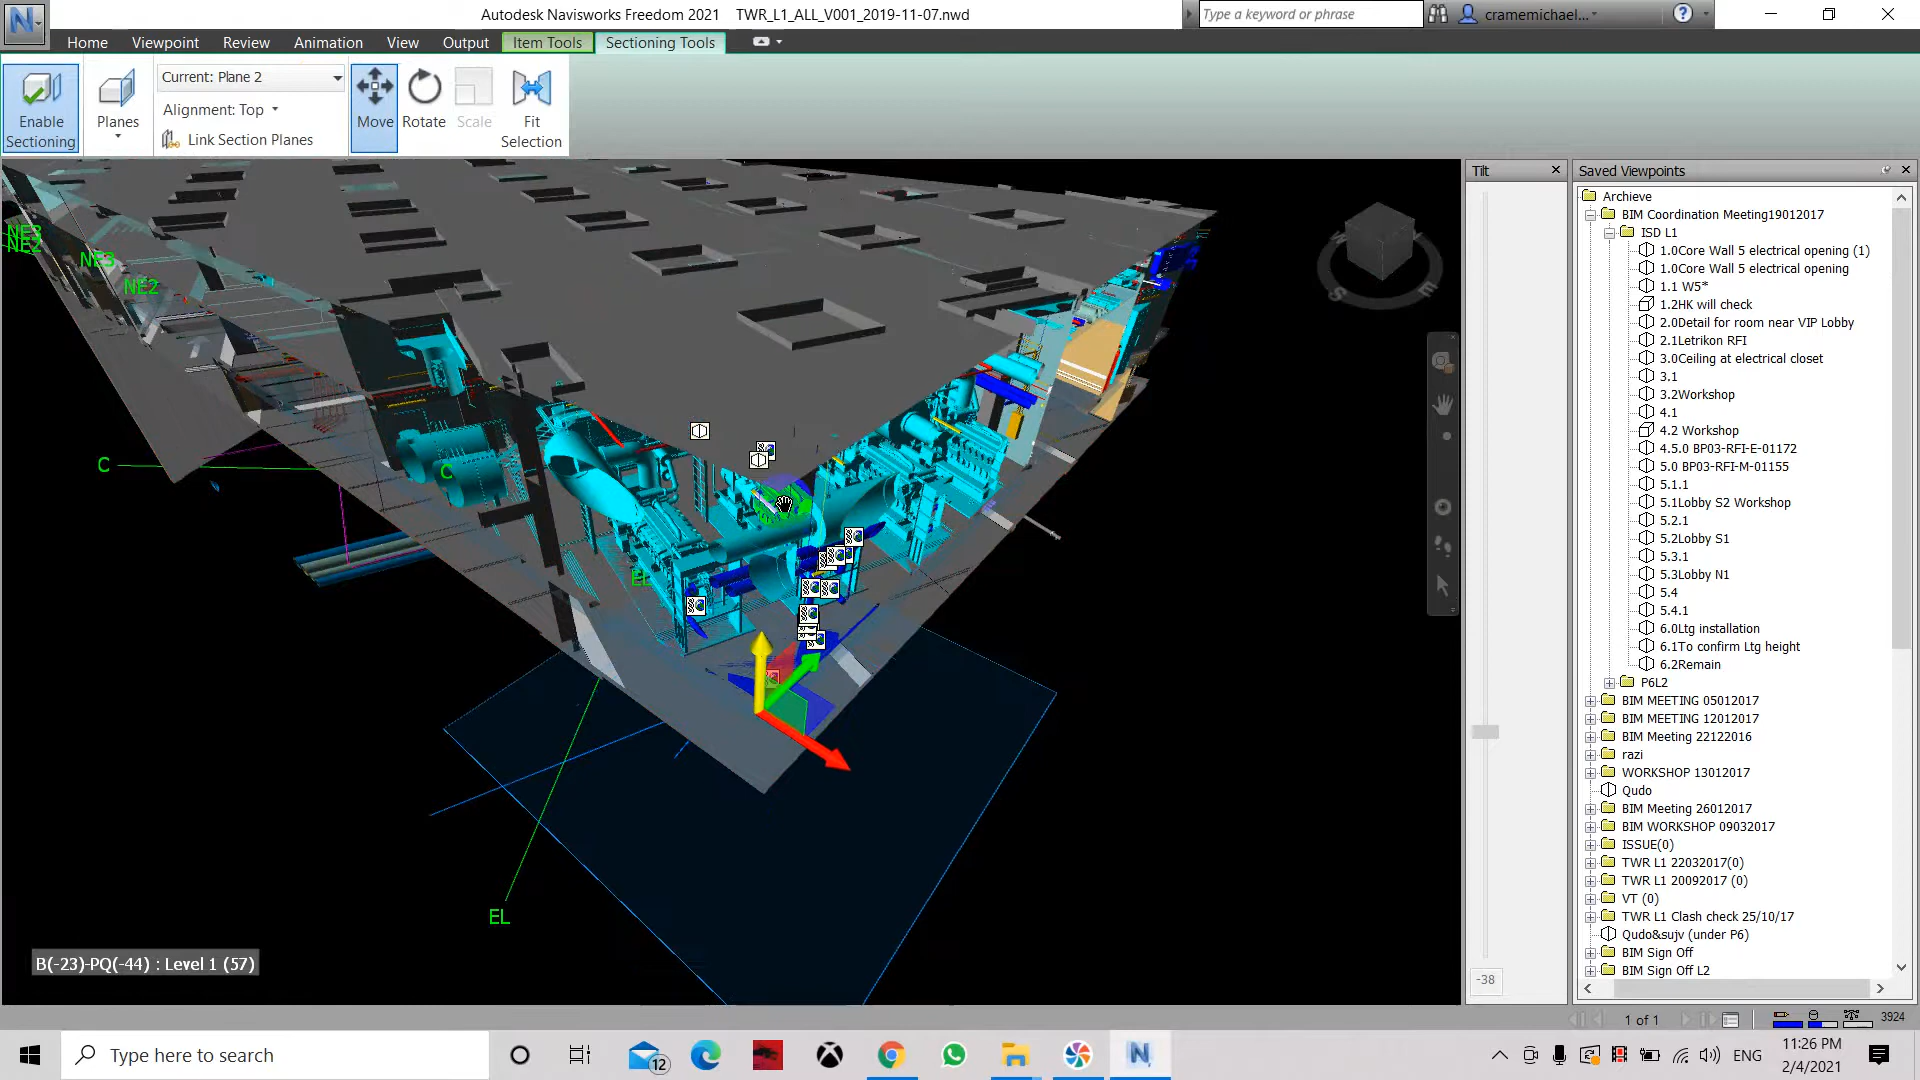 Autodesk Navisworks Freedom 2021 TWR_L1_ALL_V001_2019-11-07.nwd
Type a keyword or phrase
cramemichael...
Home Viewpoint Review Animation View Output Item Tools Sectioning Tools
Enable Sectioning
Planes
Current: Plane 2
Alignment: Top
Link Section Planes
Move
Rotate
Scale
Fit Selection
Tilt
Saved Viewpoints
Archieve
BIM Coordination Meeting19012017
ISD L1
1.0Core Wall 5 electrical opening (1)
1.0Core Wall 5 electrical opening
1.1 W5*
1.2HK will check
2.0Detail for room near VIP Lobby
2.1Letrikon RFI
3.0Ceiling at electrical closet
3.1
3.2Workshop
4.1
4.2 Workshop
4.5.0 BP03-RFI-E-01172
5.0 BP03-RFI-M-01155
5.1.1
5.1Lobby S2 Workshop
5.2.1
5.2Lobby S1
5.3.1
5.3Lobby N1
5.4
5.4.1
6.0Ltg installation
6.1To confirm Ltg height
6.2Remain
P6L2
BIM MEETING 05012017
BIM MEETING 12012017
BIM Meeting 22122016
razi
WORKSHOP 13012017
Qudo
BIM Meeting 26012017
BIM WORKSHOP 09032017
ISSUE(0)
TWR L1 22032017(0)
TWR L1 20092017 (0)
VT (0)
TWR L1 Clash check 25/10/17
Qudo&sujv (under P6)
BIM Sign Off
BIM Sign Off L2
NE3
NE2
NE3
NE2
C
C
EL
EL
S
E
B(-23)-PQ(-44) : Level 1 (57)
-38
1 of 1
3924
Type here to search
12
ENG
11:26 PM
2/4/2021